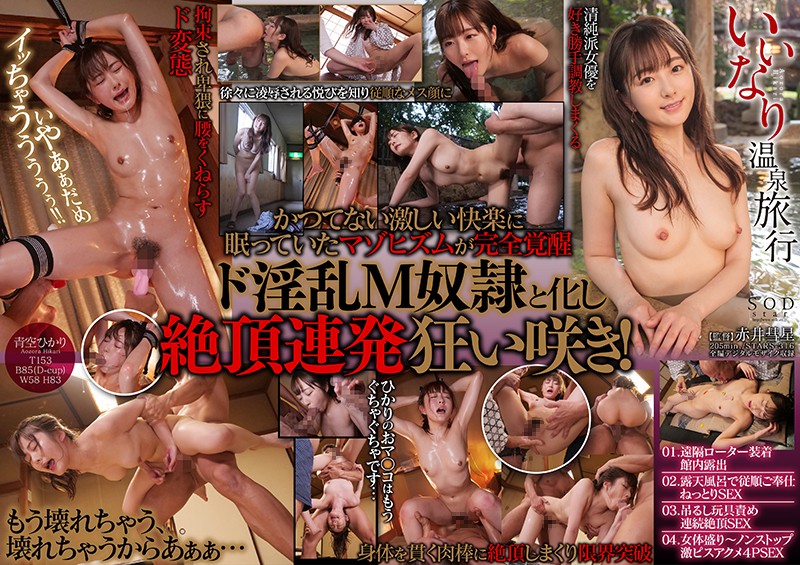 拘束され卑猥に腰をくねらす
ド変態
イッちゃうううぅぅ!!
いやあぁだめ
徐々に凌辱される悦びを知り従順なメス顔に
清純派女優を
好き勝手調教しまくる
いいなり
温泉旅行
かつてない激しい快楽に
眠っていたマゾヒズムが完全覚醒
ド淫乱M奴隷と化し
絶頂連発狂い咲き!
SOD
star
【監督】赤井彗星
205min. STARS-316
全編デジタルモザイク収録
青空ひかり
Aozora Hikari
T153
B85(D-cup)
W58 H83
ひかりのおマ○コはもう
ぐちゃぐちゃです…
もう壊れちゃう、
壊れちゃうからあぁぁ…
身体を貫く肉棒に絶頂しまくり限界突破
01.遠隔ローター装着
館内露出
02.露天風呂で従順ご奉仕
ねっとりSEX
03.吊るし玩具責め
連続絶頂SEX
04.女体盛り～ノンストップ
激ピスアクメ4PSEX